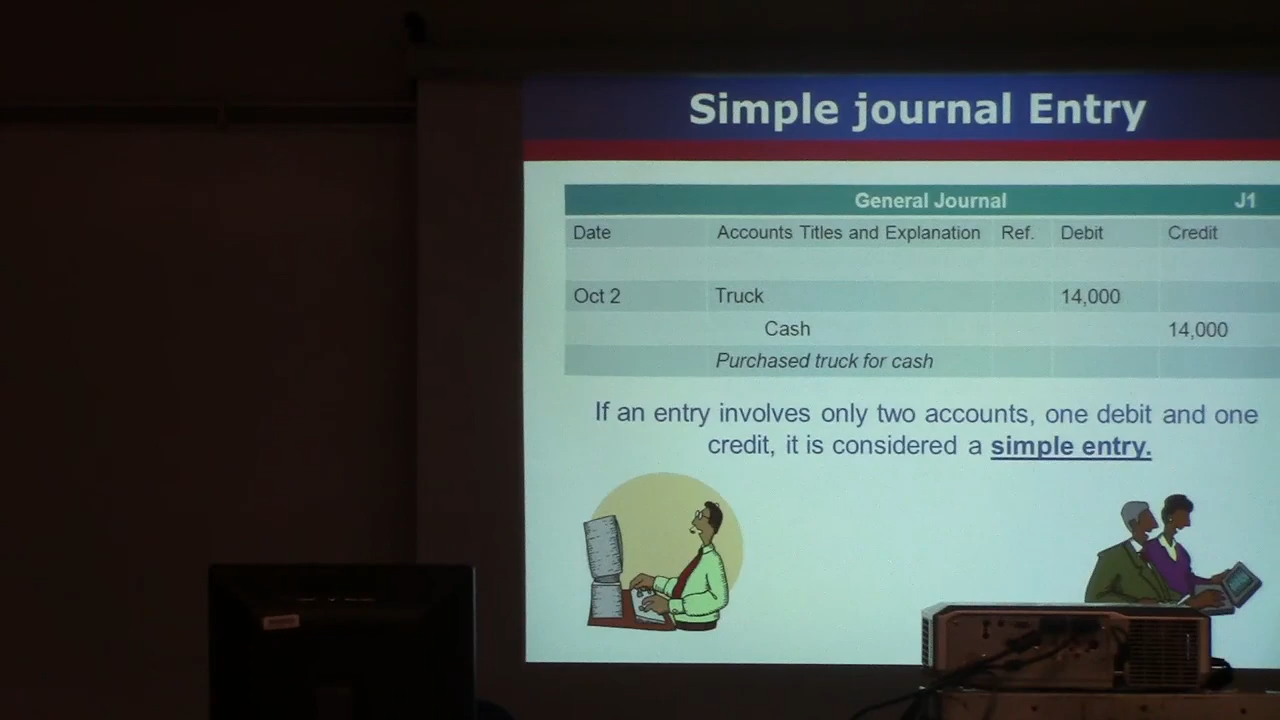 Simple journal Entry
General Journal J1
Date Accounts Titles and Explanation Ref. Debit Credit
Oct 2 Truck 14,000
Cash 14,000
Purchased truck for cash
If an entry involves only two accounts, one debit and one
credit, it is considered a simple entry.